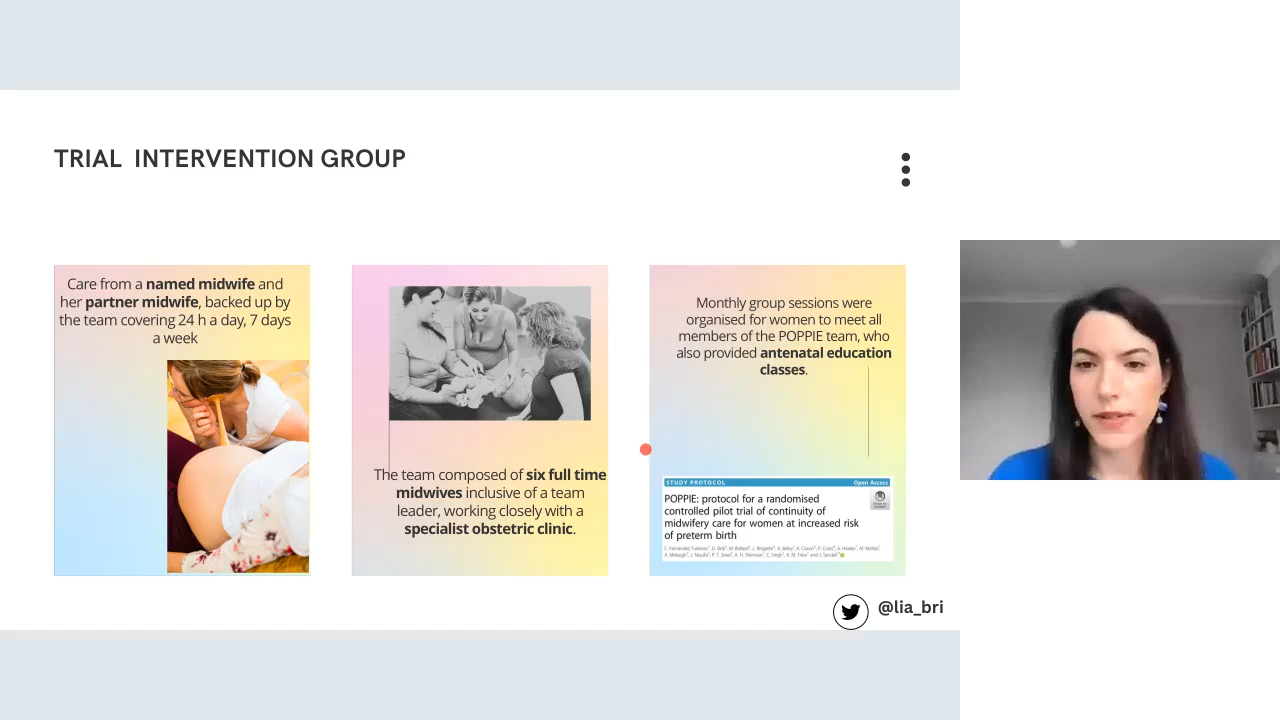 TRIAL INTERVENTION GROUP
Care from a named midwife and
her partner midwife, backed up by
the team covering 24 h a day, 7 days
a week
The team composed of six full time
midwives inclusive of a team
leader, working closely with a
specialist obstetric clinic.
Monthly group sessions were
organised for women to meet all
members of the POPPIE team, who
also provided antenatal education
classes.
STUDY PROTOCOL Open Access
POPPIE: protocol for a randomised
controlled pilot trial of continuity of
midwifery care for women at increased risk
of preterm birth
@lia_bri